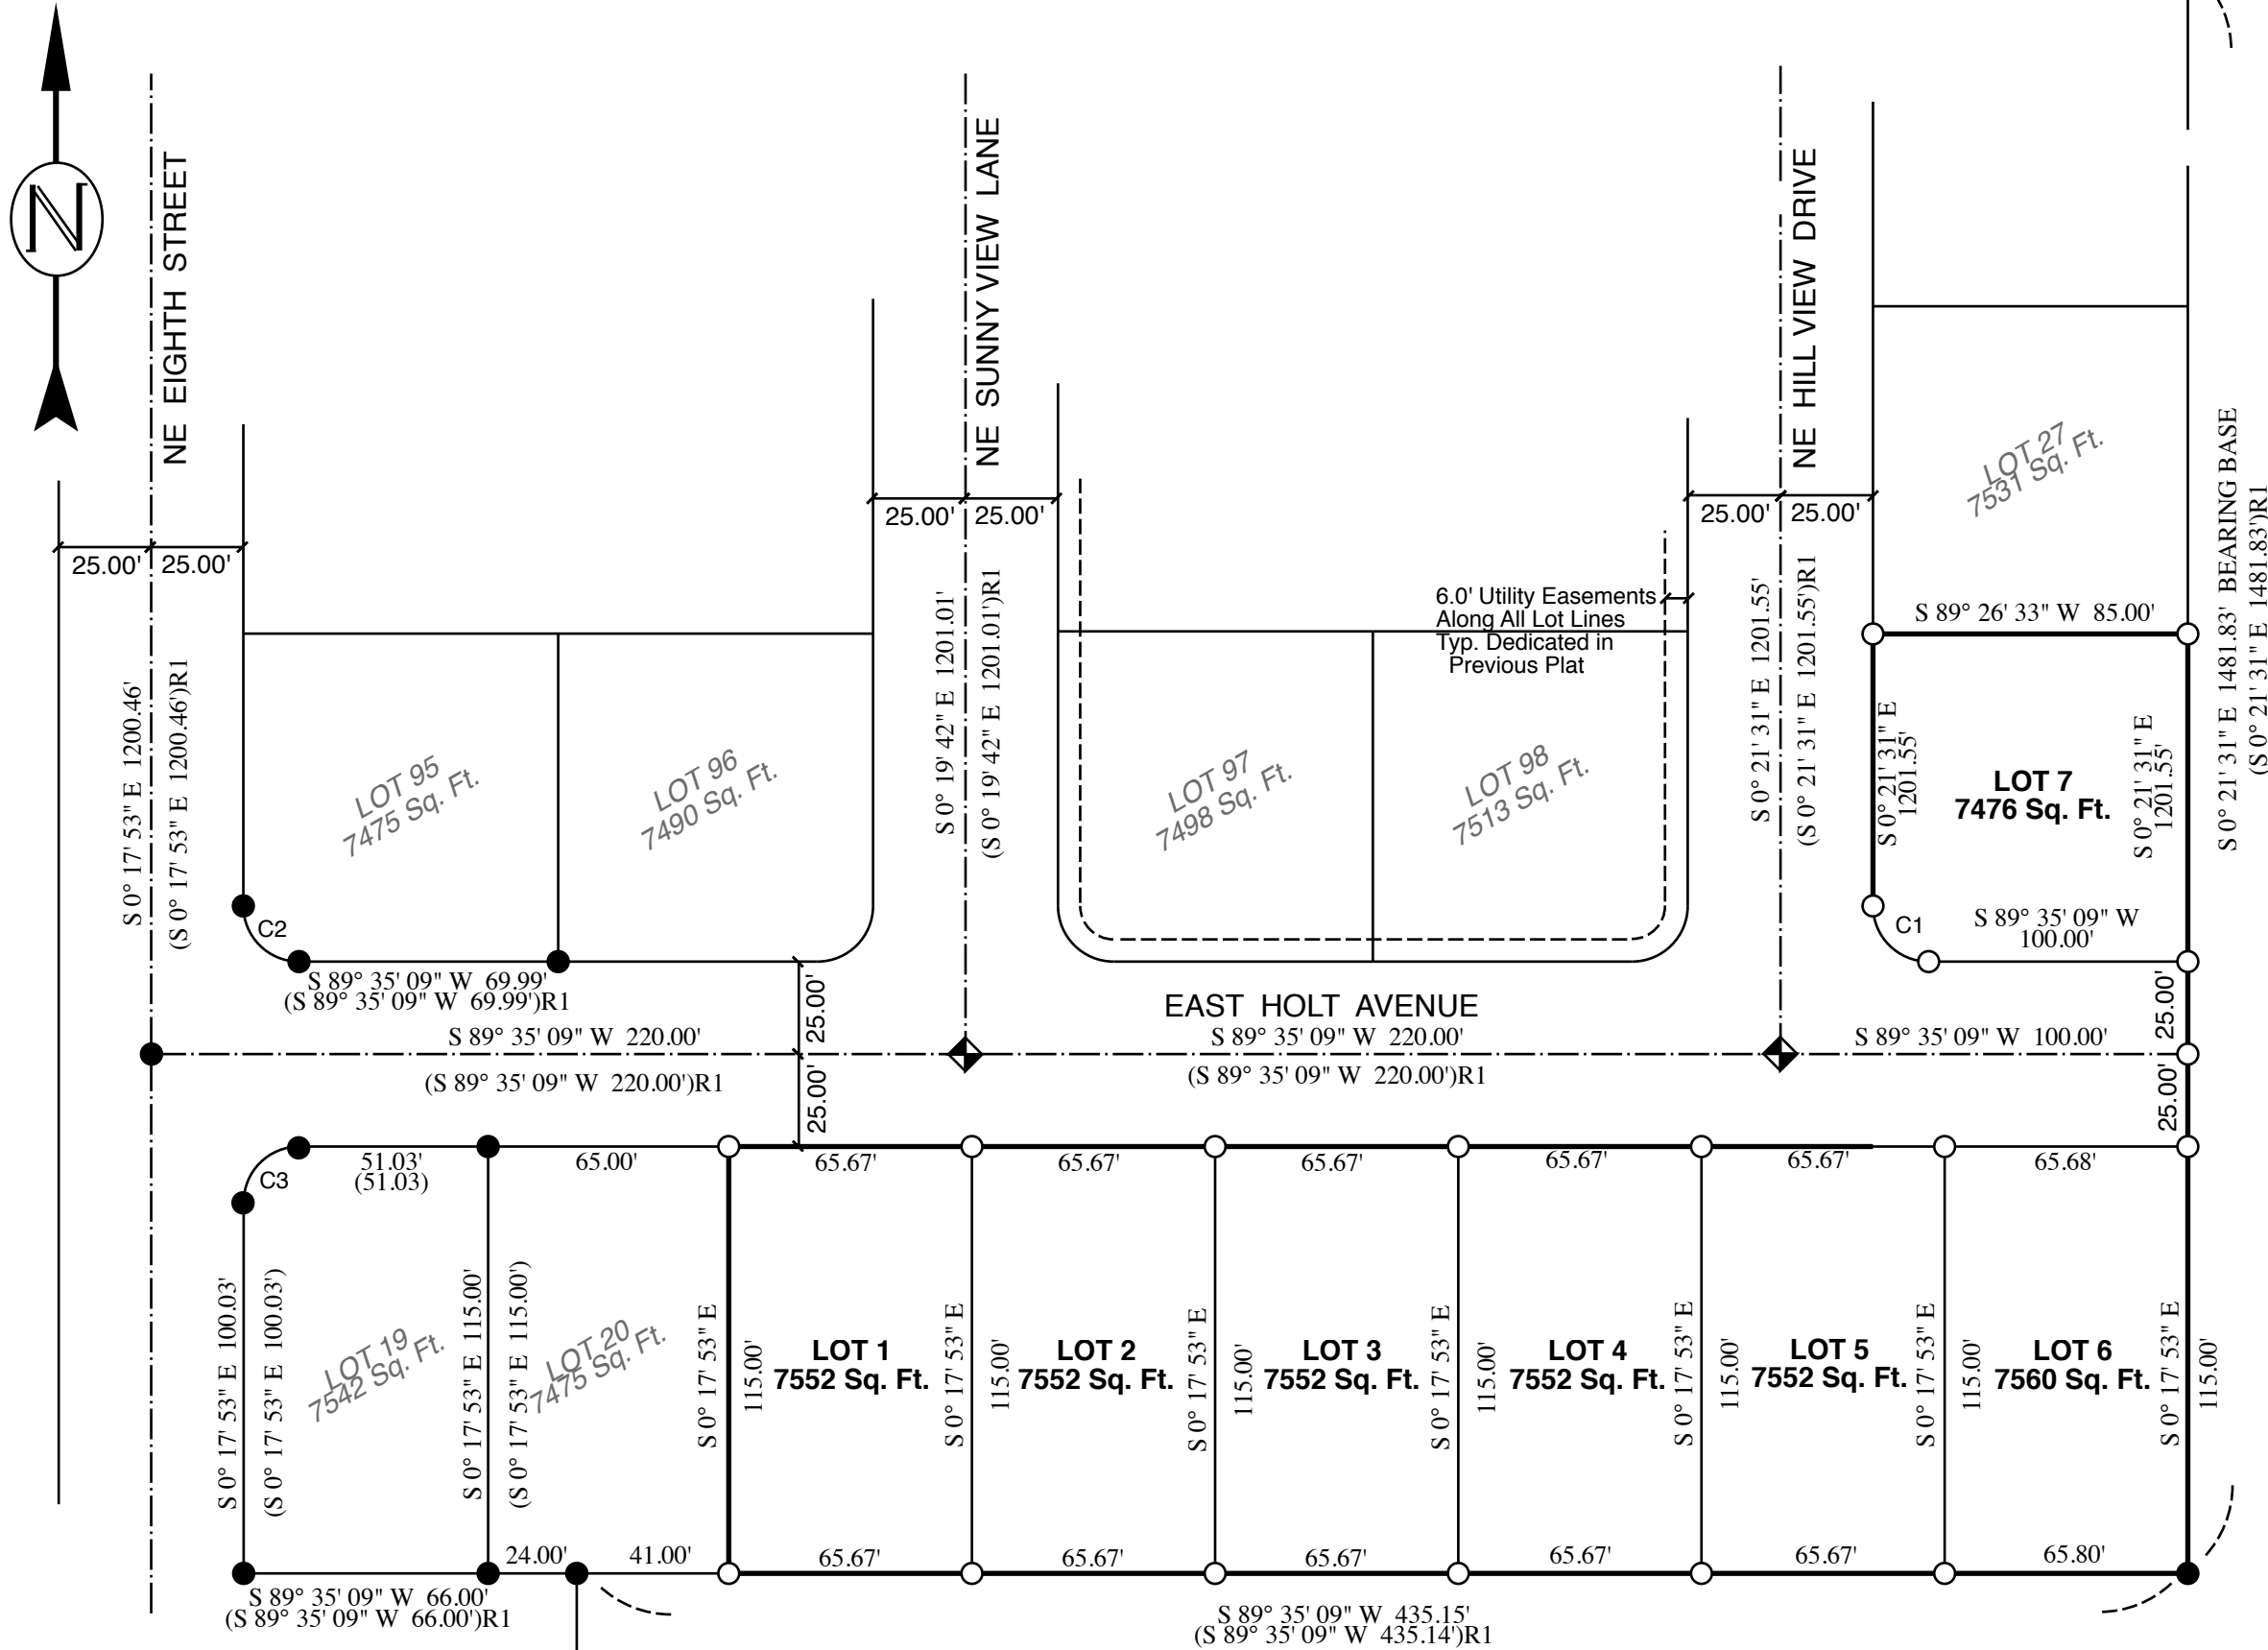 N
NE EIGHTH STREET
NE SUNNY VIEW LANE
NE HILL VIEW DRIVE
25.00'
25.00'
25.00'
25.00'
25.00'
25.00'
S 0° 17' 53" E 1200.46'
(S 0° 17' 53" E 1200.46')R1
S 0° 19' 42" E 1201.01'
(S 0° 19' 42" E 1201.01')R1
S 0° 21' 31" E 1201.55'
(S 0° 21' 31" E 1201.55')R1
S 0° 21' 31" E 1481.83' BEARING BASE
(S 0° 21' 31" E 1481.83')R1
LOT 27
7531 Sq. Ft.
6.0' Utility Easements
Along All Lot Lines
Typ. Dedicated in
Previous Plat
S 89° 26' 33" W 85.00'
LOT 95
7475 Sq. Ft.
LOT 96
7490 Sq. Ft.
LOT 97
7498 Sq. Ft.
LOT 98
7513 Sq. Ft.
S 0° 21' 31" E
1201.55'
LOT 7
7476 Sq. Ft.
S 0° 21' 31" E
1201.55'
C2
C1
S 89° 35' 09" W
100.00'
S 89° 35' 09" W 69.99'
(S 89° 35' 09" W 69.99')R1
25.00'
25.00'
EAST HOLT AVENUE
S 89° 35' 09" W 220.00'
(S 89° 35' 09" W 220.00')R1
S 89° 35' 09" W 220.00'
(S 89° 35' 09" W 220.00')R1
S 89° 35' 09" W 100.00'
25.00'
25.00'
C3
51.03'
(51.03)
65.00'
65.67'
65.67'
65.67'
65.67'
65.67'
65.68'
S 0° 17' 53" E 100.03'
(S 0° 17' 53" E 100.03')
LOT 19
7542 Sq. Ft.
S 0° 17' 53" E 115.00'
(S 0° 17' 53" E 115.00')
LOT 20
7475 Sq. Ft.
S 0° 17' 53" E
115.00'
LOT 1
7552 Sq. Ft.
S 0° 17' 53" E
115.00'
LOT 2
7552 Sq. Ft.
S 0° 17' 53" E
115.00'
LOT 3
7552 Sq. Ft.
S 0° 17' 53" E
115.00'
LOT 4
7552 Sq. Ft.
S 0° 17' 53" E
115.00'
LOT 5
7552 Sq. Ft.
S 0° 17' 53" E
115.00'
LOT 6
7560 Sq. Ft.
S 0° 17' 53" E
115.00'
24.00'
41.00'
65.67'
65.67'
65.67'
65.67'
65.67'
65.80'
S 89° 35' 09" W 66.00'
(S 89° 35' 09" W 66.00')R1
S 89° 35' 09" W 435.15'
(S 89° 35' 09" W 435.14')R1